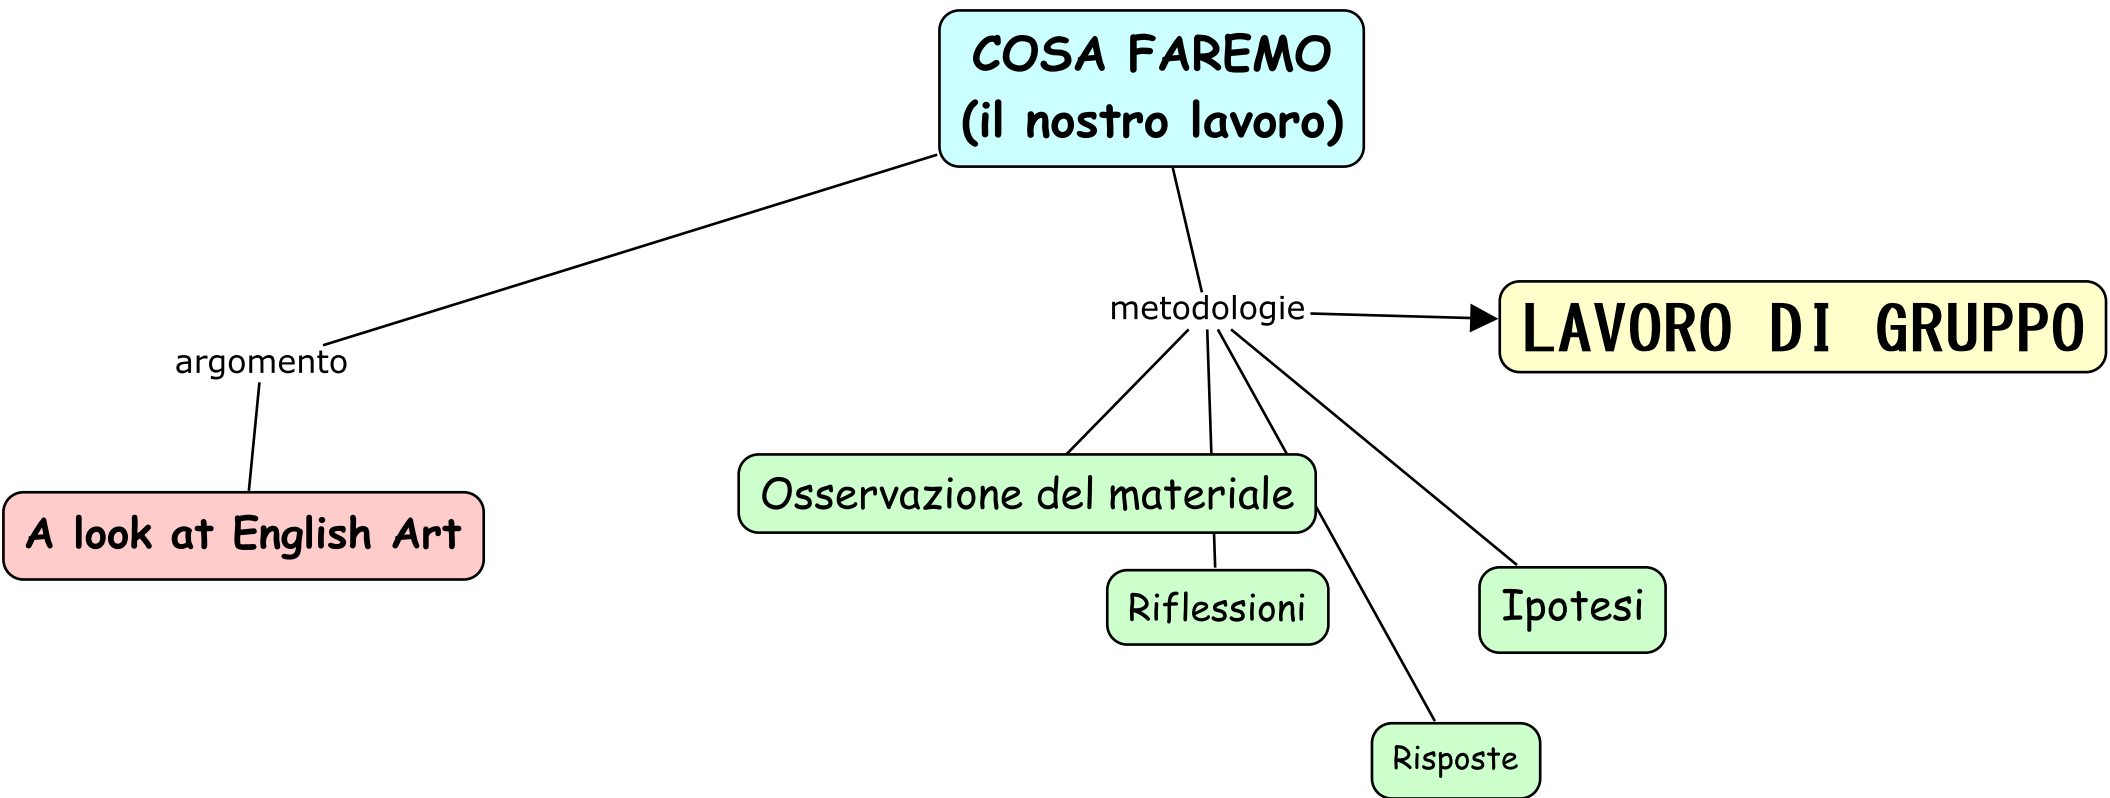 COSA FAREMO
(il nostro lavoro)
metodologie
LAVORO DI GRUPPO
argomento
Osservazione del materiale
A look at English Art
Riflessioni
Ipotesi
Risposte